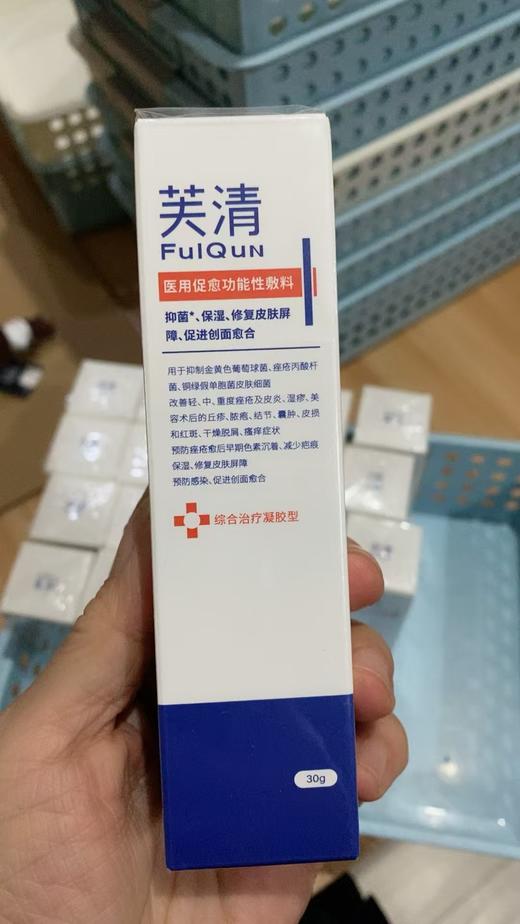 芙清
FulQun
医用促愈功能性敷料
抑菌*、保湿、修复皮肤屏
障、促进创面愈合
用于抑制金黄色葡萄球菌、痤疮丙酸杆
菌、铜绿假单胞菌皮肤细菌
改善轻、中、重度痤疮及皮炎、湿疹、美
容术后的丘疹、脓疱、结节、囊肿、皮损
和红斑、干燥脱屑、瘙痒症状
预防痤疮愈后早期色素沉着、减少疤痕
保湿、修复皮肤屏障
预防感染、促进创面愈合
综合治疗凝胶型
30g